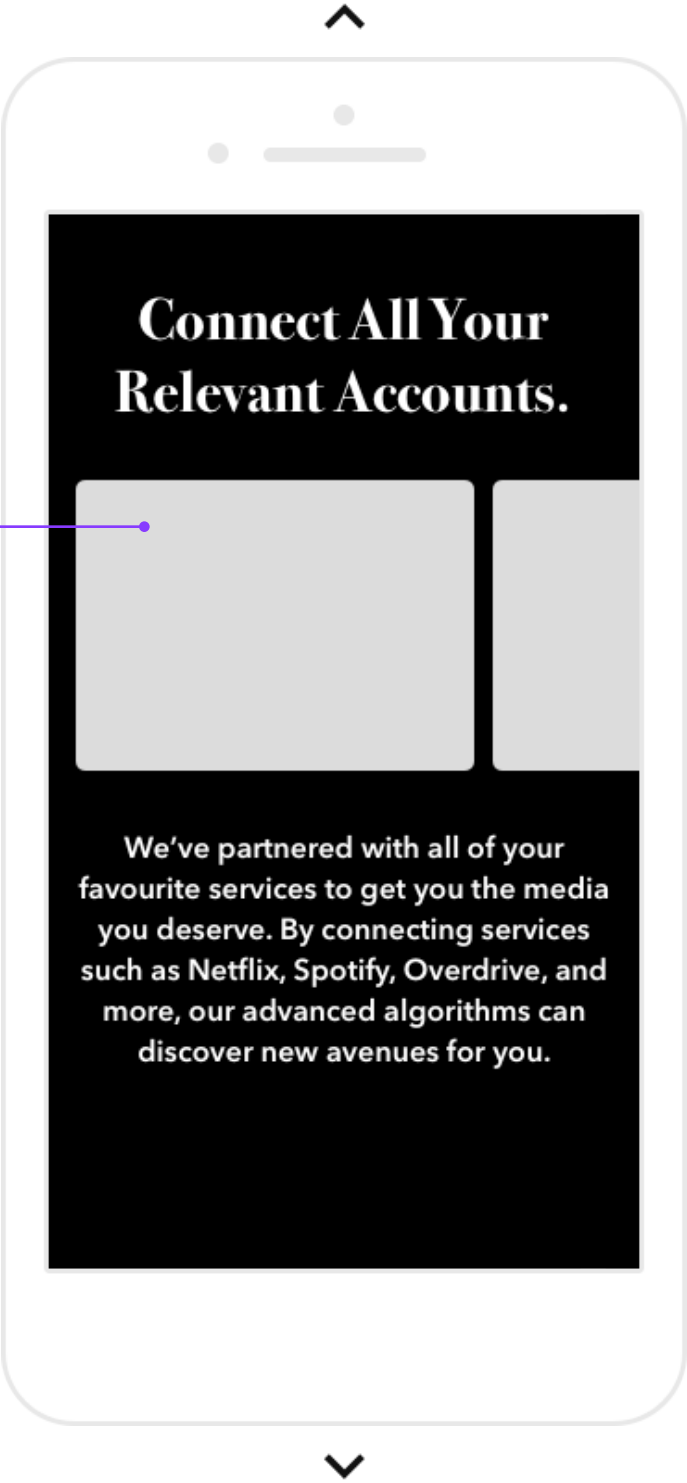 Connect All Your
Relevant Accounts.
We’ve partnered with all of your
favourite services to get you the media
you deserve. By connecting services
such as Netflix, Spotify, Overdrive, and
more, our advanced algorithms can
discover new avenues for you.